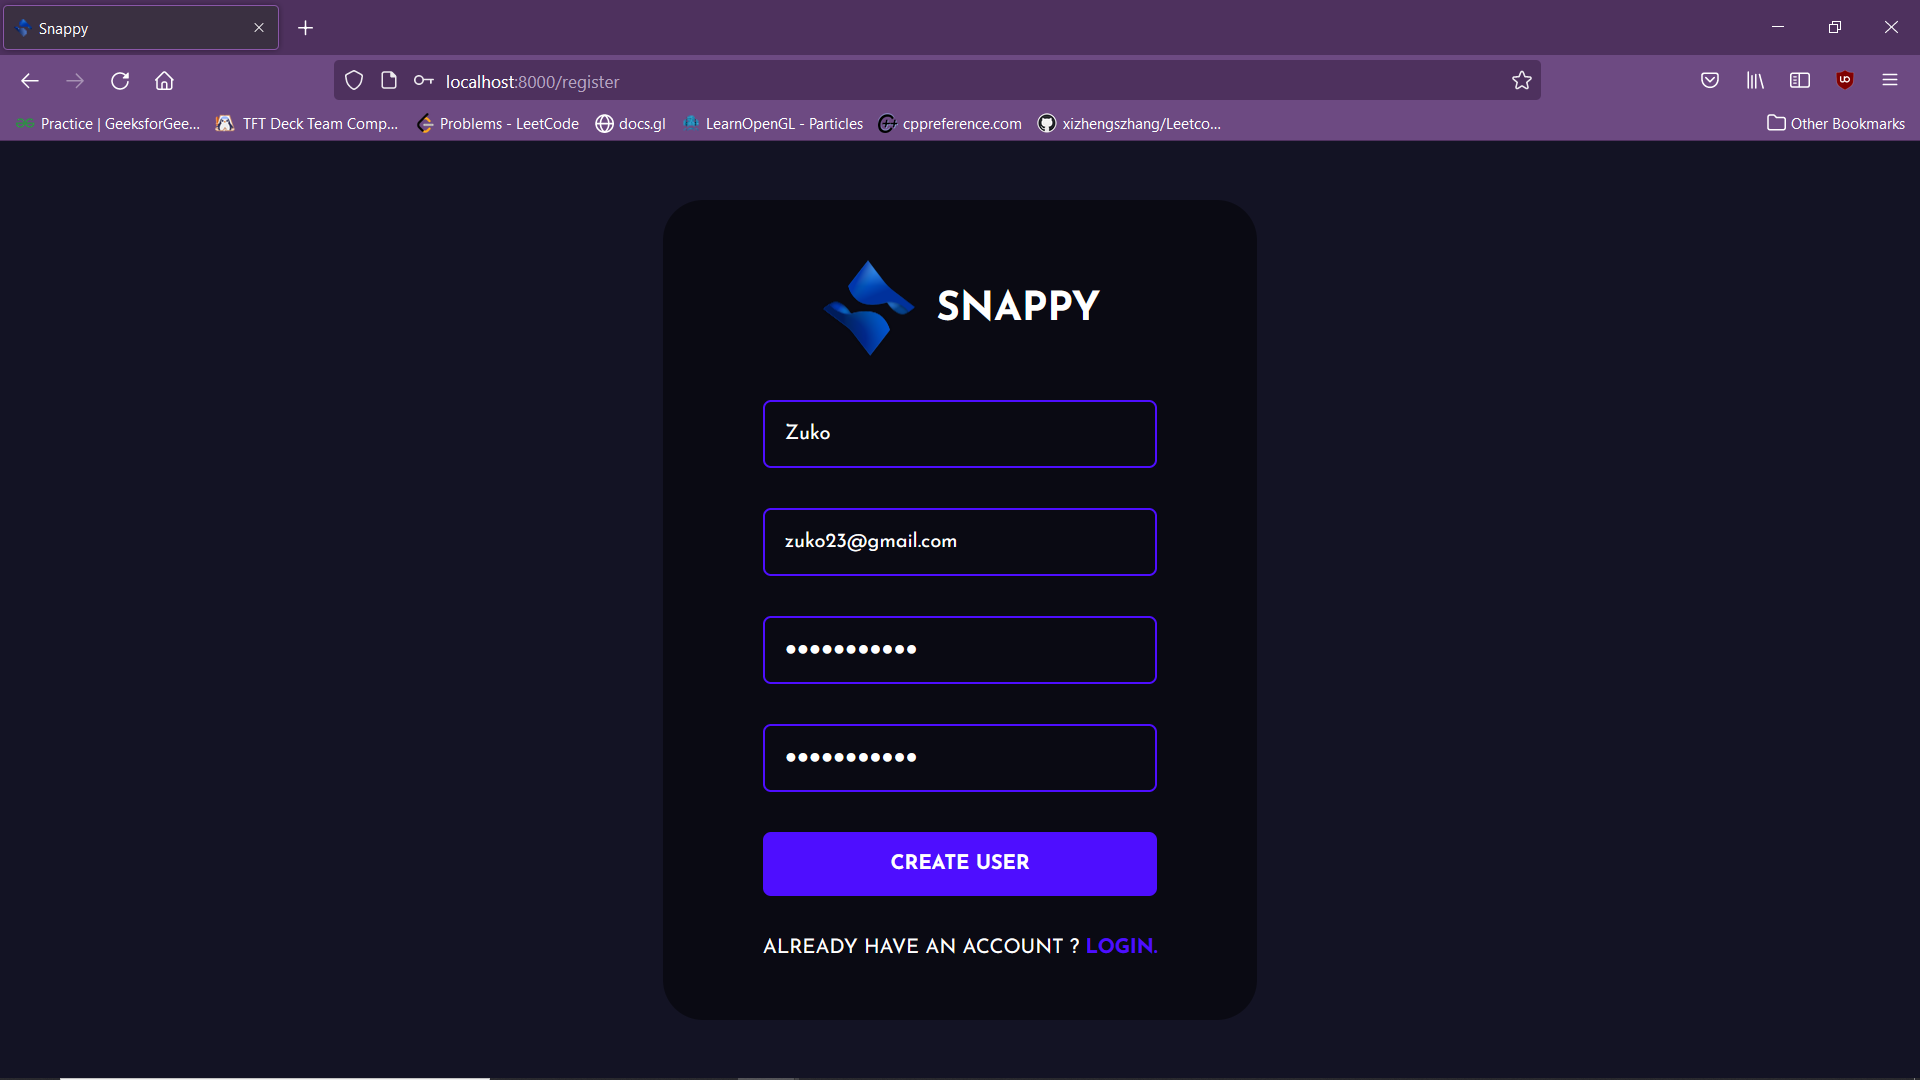 Snappy
localhost:8000/register
Practice | GeeksforGee... TFT Deck Team Comp... Problems - LeetCode docs.gl LearnOpenGL - Particles cppreference.com xizhengszhang/Leetco... Other Bookmarks
SNAPPY
Zuko
zuko23@gmail.com
•••••••••••
•••••••••••
CREATE USER
ALREADY HAVE AN ACCOUNT ? LOGIN.